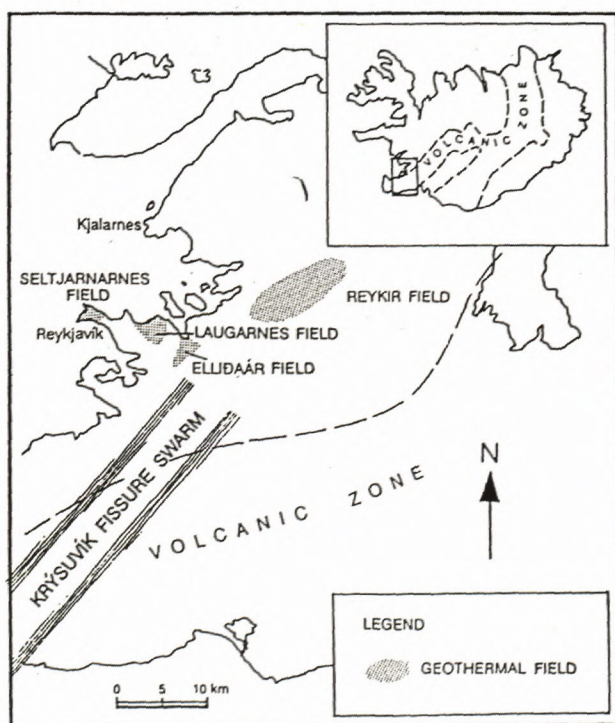 VOLCANIC ZONE
Kjalarnes
SELTJARNARNES
FIELD
REYKIR FIELD
Reykjavík
LAUGARNES FIELD
ELLIÐAÁR FIELD
KRÝSUVÍK FISSURE SWARM
VOLCANIC ZONE
N
LEGEND
GEOTHERMAL FIELD
0 5 10 km